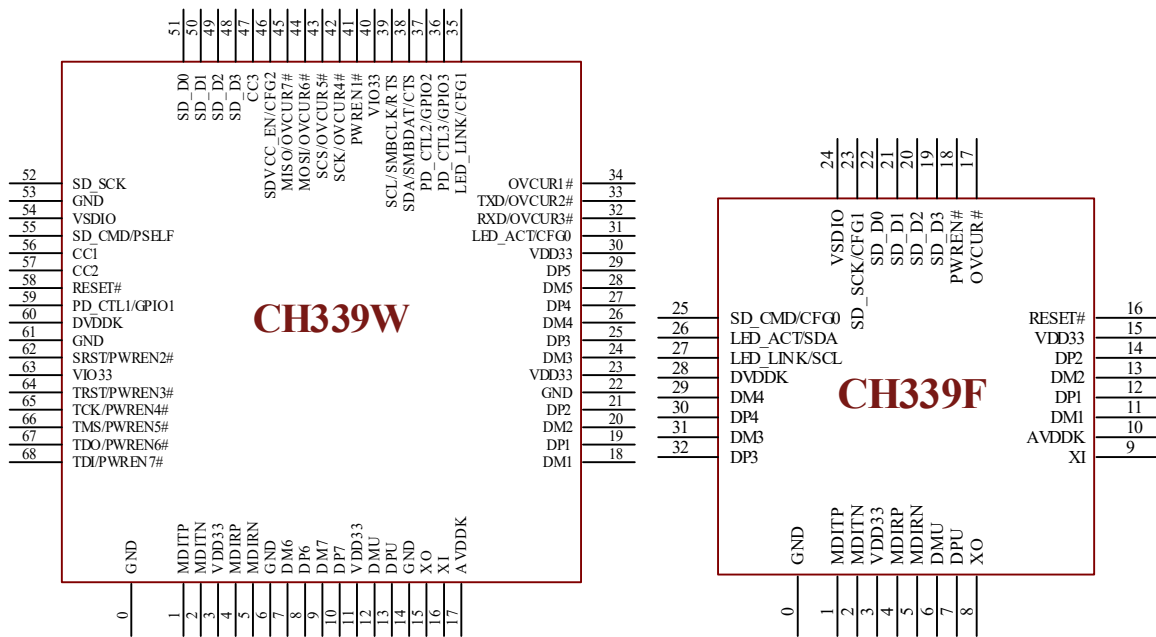 51 50 49 48 47 46 45 44 43 42 41 40 39 38 37 36 35
SD_D0
SD_D1
SD_D2
SD_D3
CC3
SDVCC_EN/CFG2
MISO/OVCUR7#
MOSI/OVCUR6#
SCS/OVCUR5#
SCK/OVCUR4#
PWREN1#
VIO33
SCL/SMBCLK/RTS
SDA/SMBDAT/CTS
PD_CTL2/GPIO2
PD_CTL3/GPIO3
LED_LINK/CFG1
52 SD_SCK
53 GND
54 VSDIO
55 SD_CMD/PSELF
56 CC1
57 CC2
58 RESET#
59 PD_CTL1/GPIO1
60 DVDDK
61 GND
62 SRST/PWREN2#
63 VIO33
64 TRST/PWREN3#
65 TCK/PWREN4#
66 TMS/PWREN5#
67 TDO/PWREN6#
68 TDI/PWREN7#
CH339W
OVCUR1# 34
TXD/OVCUR2# 33
RXD/OVCUR3# 32
LED_ACT/CFG0 31
VDD33 30
DP5 29
DM5 28
DP4 27
DM4 26
DP3 25
DM3 24
VDD33 23
GND 22
DP2 21
DM2 20
DP1 19
DM1 18
GND
MDITP
MDITN
VDD33
MDIRP
MDIRN
GND
DM6
DP6
DM7
DP7
VDD33
DMU
DPU
GND
XO
XI
AVDDK
0 1 2 3 4 5 6 7 8 9 10 11 12 13 14 15 16 17
24 23 22 21 20 19 18 17
VSDIO
SD_SCK/CFG1
SD_D0
SD_D1
SD_D2
SD_D3
PWREN#
OVCUR#
25 SD_CMD/CFG0
26 LED_ACT/SDA
27 LED_LINK/SCL
28 DVDDK
29 DM4
30 DP4
31 DM3
32 DP3
CH339F
RESET# 16
VDD33 15
DP2 14
DM2 13
DP1 12
DM1 11
AVDDK 10
XI 9
GND
MDITP
MDITN
VDD33
MDIRP
MDIRN
DMU
DPU
XO
0 1 2 3 4 5 6 7 8